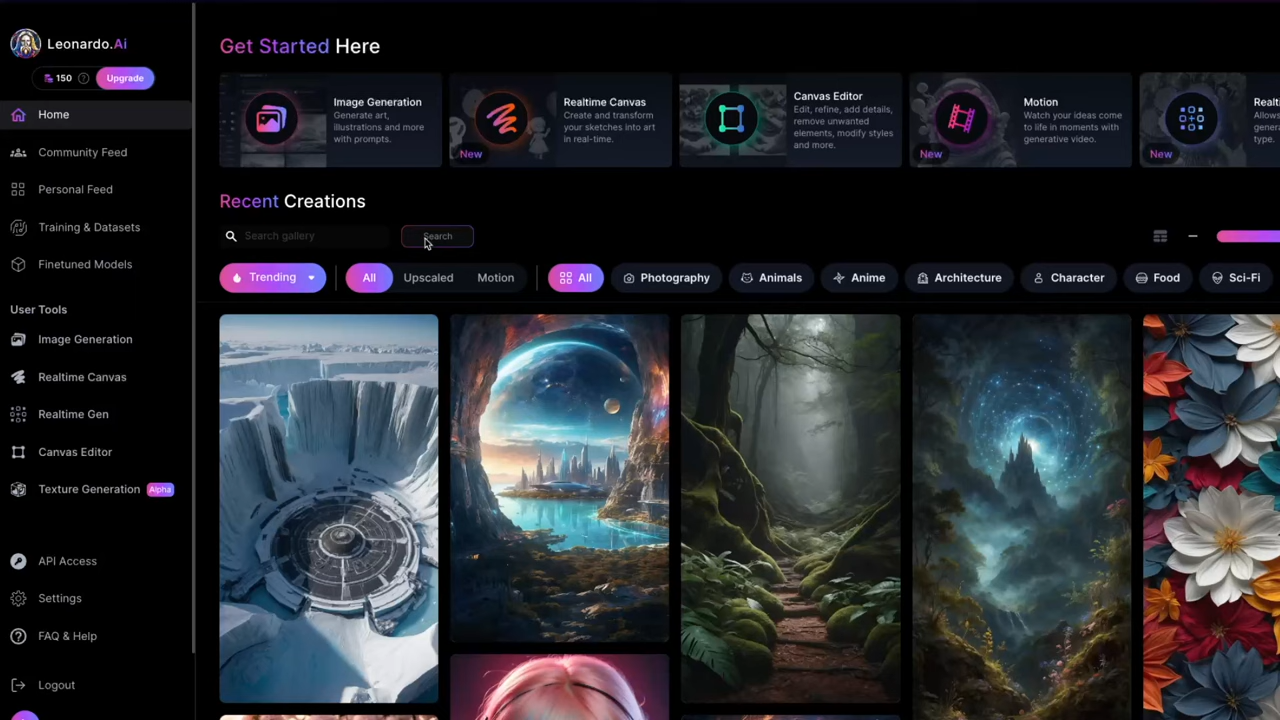 Leonardo.Ai
150
Upgrade
Home
Community Feed
Personal Feed
Training & Datasets
Finetuned Models
User Tools
Image Generation
Realtime Canvas
Realtime Gen
Canvas Editor
Texture Generation Alpha
API Access
Settings
FAQ & Help
Logout
Get Started Here
Image Generation
Generate art,
illustrations and more
with prompts.
Realtime Canvas
Create and transform
your sketches into art
in real-time.
New
Canvas Editor
Edit, refine, add details,
remove unwanted
elements, modify styles
and more.
Motion
Watch your ideas come
to life in moments with
generative video.
New
New
Recent Creations
Search gallery
Search
Trending
All
Upscaled
Motion
All
Photography
Animals
Anime
Architecture
Character
Food
Sci-Fi